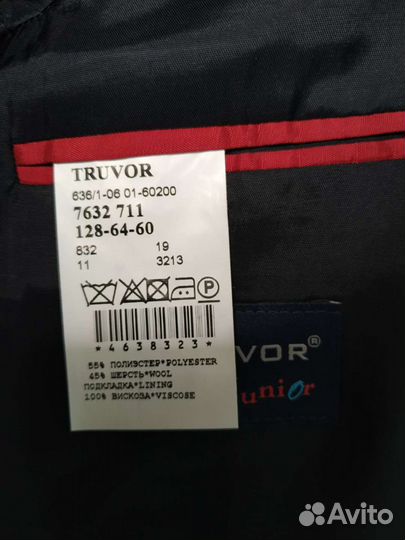 TRUVOR
636/1-06 01-60200
7632 711
128-64-60
832 19
11 3213
P
*4638323*
55% ПОЛИЭСТЕР*POLYESTER
45% ШЕРСТЬ*WOOL
ПОДКЛАДКА*LINING
100% ВИСКОЗА*VISCOSE
VOR®
unior
Avito